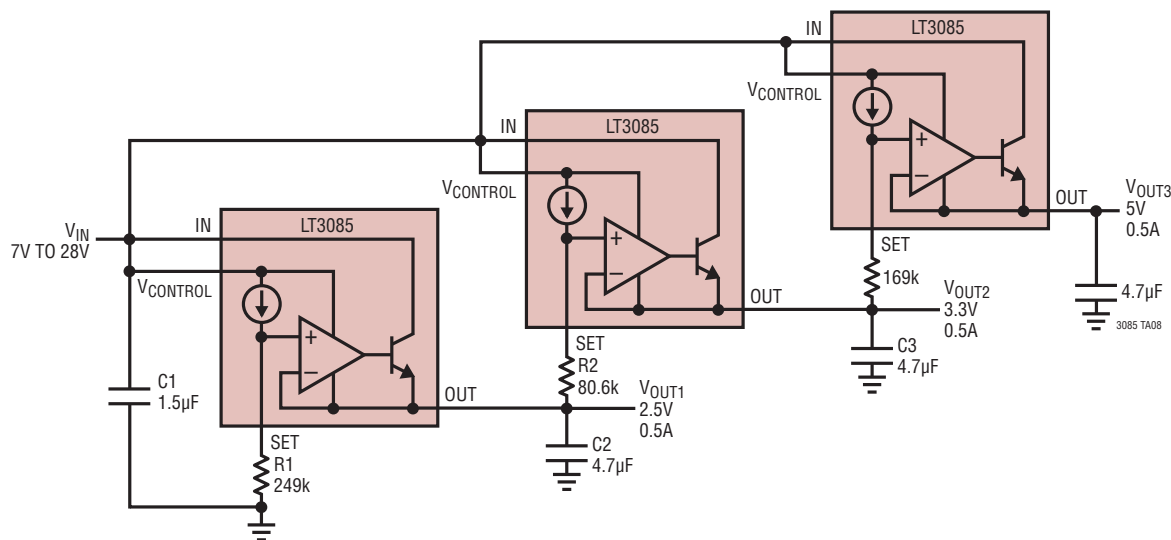 IN
LT3085
VCONTROL
IN
LT3085
VCONTROL
OUT
VOUT3
5V
0.5A
VIN
7V TO 28V
IN
LT3085
SET
169k
4.7µF
3085 TA08
VCONTROL
OUT
VOUT2
3.3V
0.5A
SET
R2
80.6k
C3
4.7µF
C1
1.5µF
OUT
VOUT1
2.5V
0.5A
SET
R1
249k
C2
4.7µF